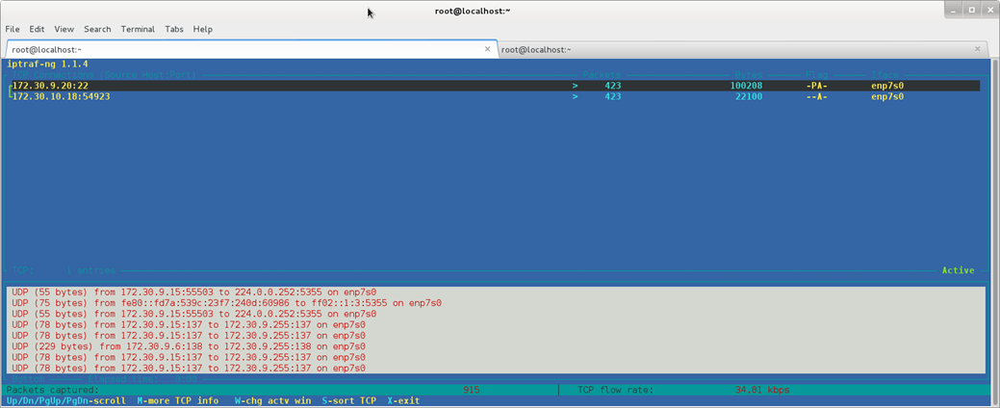 root@localhost:~
File Edit View Search Terminal Tabs Help
root@localhost:~ × root@localhost:~ ×
iptraf-ng 1.1.4
TCP Connections (Source Host:Port) Packets Bytes Flag Iface
172.30.9.20:22 > 423 100208 -PA- enp7s0
172.30.10.18:54923 > 423 22100 --A- enp7s0
TCP: 1 entries Active
UDP (55 bytes) from 172.30.9.15:55503 to 224.0.0.252:5355 on enp7s0
UDP (75 bytes) from fe80::fd7a:539c:23f7:240d:60986 to ff02::1:3:5355 on enp7s0
UDP (55 bytes) from 172.30.9.15:55503 to 224.0.0.252:5355 on enp7s0
UDP (78 bytes) from 172.30.9.15:137 to 172.30.9.255:137 on enp7s0
UDP (78 bytes) from 172.30.9.15:137 to 172.30.9.255:137 on enp7s0
UDP (229 bytes) from 172.30.9.6:138 to 172.30.9.255:138 on enp7s0
UDP (78 bytes) from 172.30.9.15:137 to 172.30.9.255:137 on enp7s0
UDP (78 bytes) from 172.30.9.15:137 to 172.30.9.255:137 on enp7s0
Packets captured: 915 TCP flow rate: 34.01 kbps
Up/Dn/PgUp/PgDn-scroll M-more TCP info W-chg actv win S-sort TCP X-exit